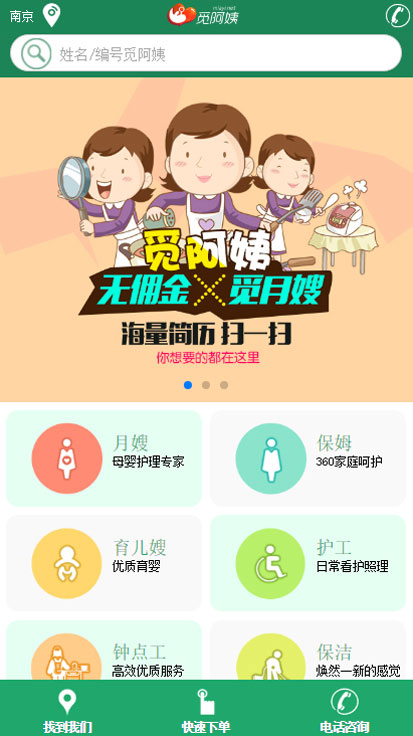 南京
觅阿姨
姓名/编号觅阿姨
觅阿姨
无佣金×觅月嫂
海量简历 扫一扫
你想要的都在这里
月嫂
母婴护理专家
保姆
360家庭呵护
育儿嫂
优质育婴
护工
日常看护照理
钟点工
高效优质服务
保洁
焕然一新的感觉
找到我们
快速下单
电话咨询